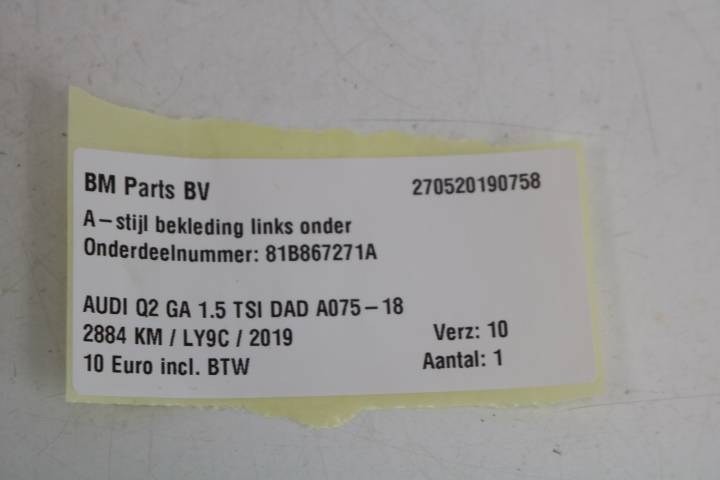 BM Parts BV 270520190758
A-stijl bekleding links onder
Onderdeelnummer: 81B867271A
AUDI Q2 GA 1.5 TSI DAD A075-18
2884 KM / LY9C / 2019 Verz: 10
10 Euro incl. BTW Aantal: 1